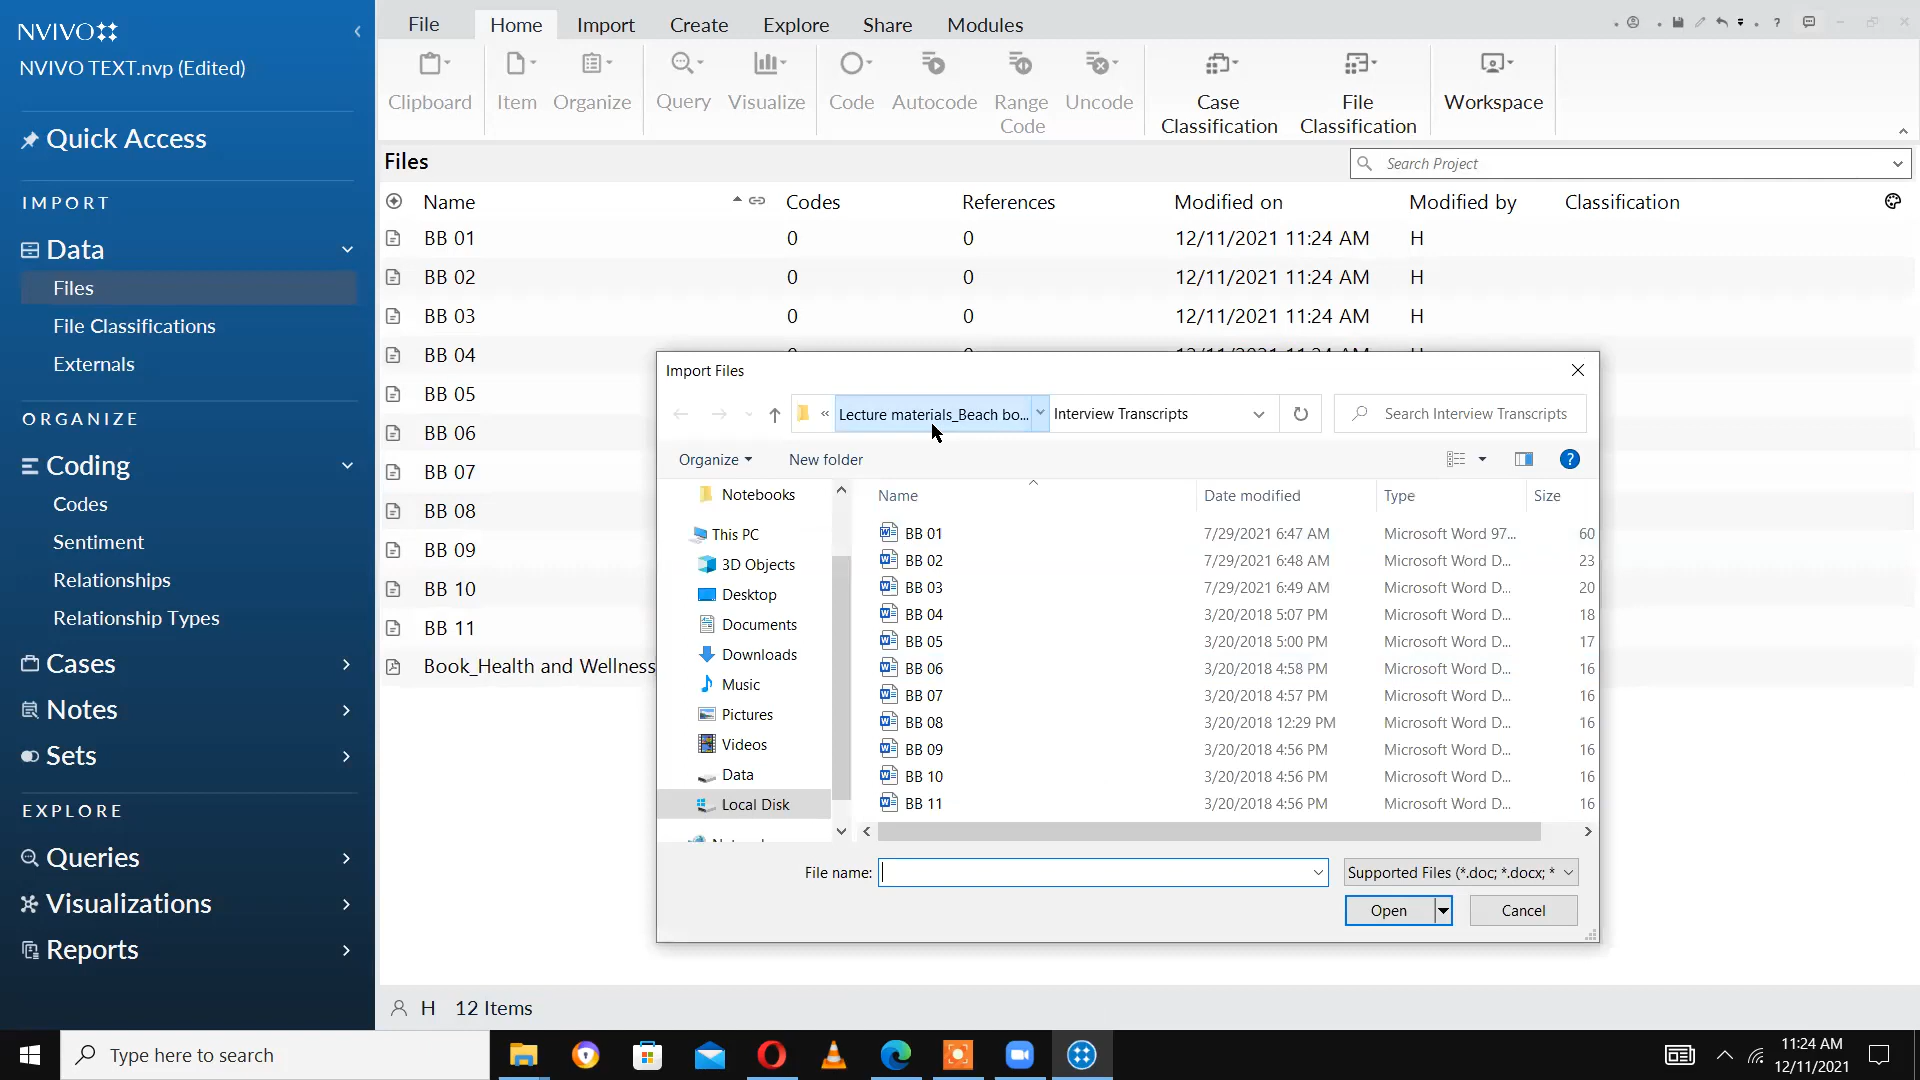 NVIVO
NVIVO TEXT.nvp (Edited)
Quick Access
IMPORT
Data
Files
File Classifications
Externals
ORGANIZE
Coding
Codes
Sentiment
Relationships
Relationship Types
Cases
Notes
Sets
EXPLORE
Queries
Visualizations
Reports
File Home Import Create Explore Share Modules
Clipboard Item Organize Query Visualize Code Autocode Range Code Uncode Case Classification File Classification Workspace
Files
Search Project
Name Codes References Modified on Modified by Classification
BB 01 0 0 12/11/2021 11:24 AM H
BB 02 0 0 12/11/2021 11:24 AM H
BB 03 0 0 12/11/2021 11:24 AM H
BB 04
BB 05
BB 06
BB 07
BB 08
BB 09
BB 10
BB 11
Book_Health and Wellness
Import Files
« Lecture materials_Beach bo... Interview Transcripts
Search Interview Transcripts
Organize New folder
Notebooks
This PC
3D Objects
Desktop
Documents
Downloads
Music
Pictures
Videos
Data
Local Disk
Name Date modified Type Size
BB 01 7/29/2021 6:47 AM Microsoft Word 97... 60
BB 02 7/29/2021 6:48 AM Microsoft Word D... 23
BB 03 7/29/2021 6:49 AM Microsoft Word D... 20
BB 04 3/20/2018 5:07 PM Microsoft Word D... 18
BB 05 3/20/2018 5:00 PM Microsoft Word D... 17
BB 06 3/20/2018 4:58 PM Microsoft Word D... 16
BB 07 3/20/2018 4:57 PM Microsoft Word D... 16
BB 08 3/20/2018 12:29 PM Microsoft Word D... 16
BB 09 3/20/2018 4:56 PM Microsoft Word D... 16
BB 10 3/20/2018 4:56 PM Microsoft Word D... 16
BB 11 3/20/2018 4:56 PM Microsoft Word D... 16
File name:
Supported Files (*.doc; *.docx; *
Open Cancel
H 12 Items
Type here to search
11:24 AM
12/11/2021